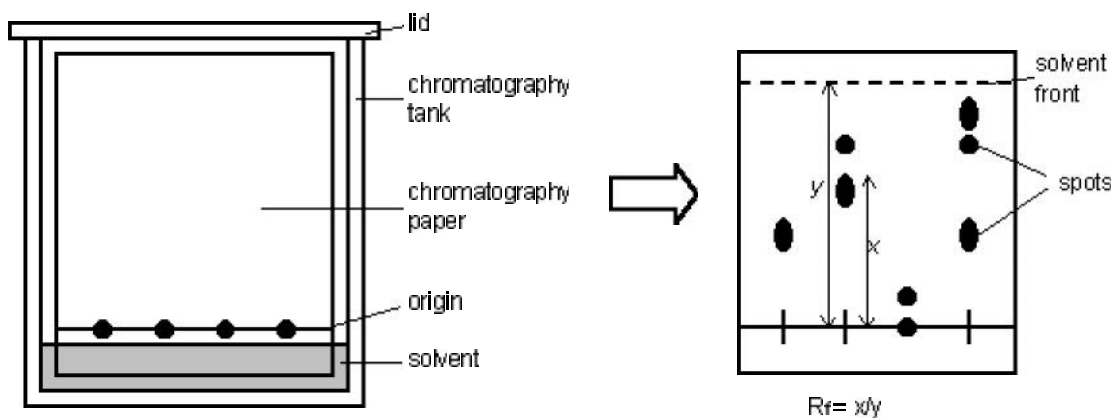 lid
chromatography
tank
chromatography
paper
origin
solvent
solvent
front
y
spots
x
Rf= x/y